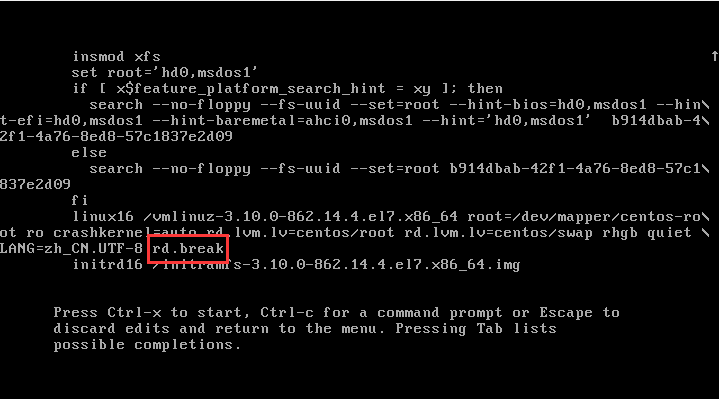 insmod xfs
set root='hd0,msdos1'
if [ x$feature_platform_search_hint = xy ]; then
search --no-floppy --fs-uuid --set=root --hint-bios=hd0,msdos1 --hin\
t-efi=hd0,msdos1 --hint-baremetal=ahci0,msdos1 --hint='hd0,msdos1'  b914dbab-4\
2f1-4a76-8ed8-57c1837e2d09
else
search --no-floppy --fs-uuid --set=root b914dbab-42f1-4a76-8ed8-57c1\
837e2d09
fi
linux16 /vmlinuz-3.10.0-862.14.4.el7.x86_64 root=/dev/mapper/centos-ro\
ot ro crashkernel=auto rd.lvm.lv=centos/root rd.lvm.lv=centos/swap rhgb quiet \
LANG=zh_CN.UTF-8 rd.break
initrd16 /initramfs-3.10.0-862.14.4.el7.x86_64.img
Press Ctrl-x to start, Ctrl-c for a command prompt or Escape to
discard edits and return to the menu. Pressing Tab lists
possible completions.